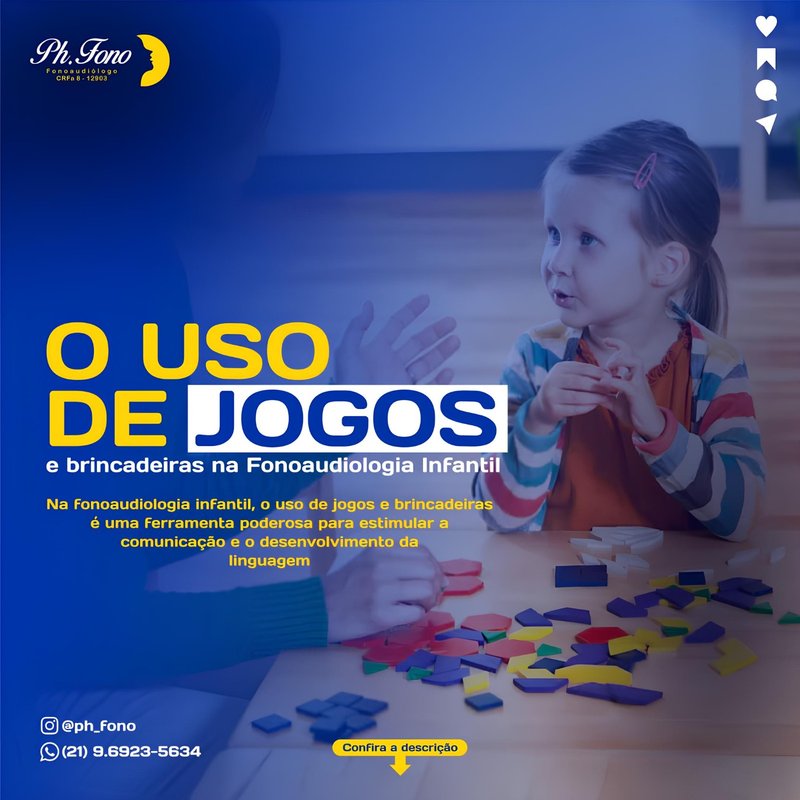 Ph. Fono
Fonoaudiólogo
CRFa 8 - 12903
O USO
DE JOGOS
e brincadeiras na Fonoaudiologia Infantil
Na fonoaudiologia infantil, o uso de jogos e brincadeiras
é uma ferramenta poderosa para estimular a
comunicação e o desenvolvimento da
linguagem
@ph_fono
(21) 9.6923-5634
Confira a descrição